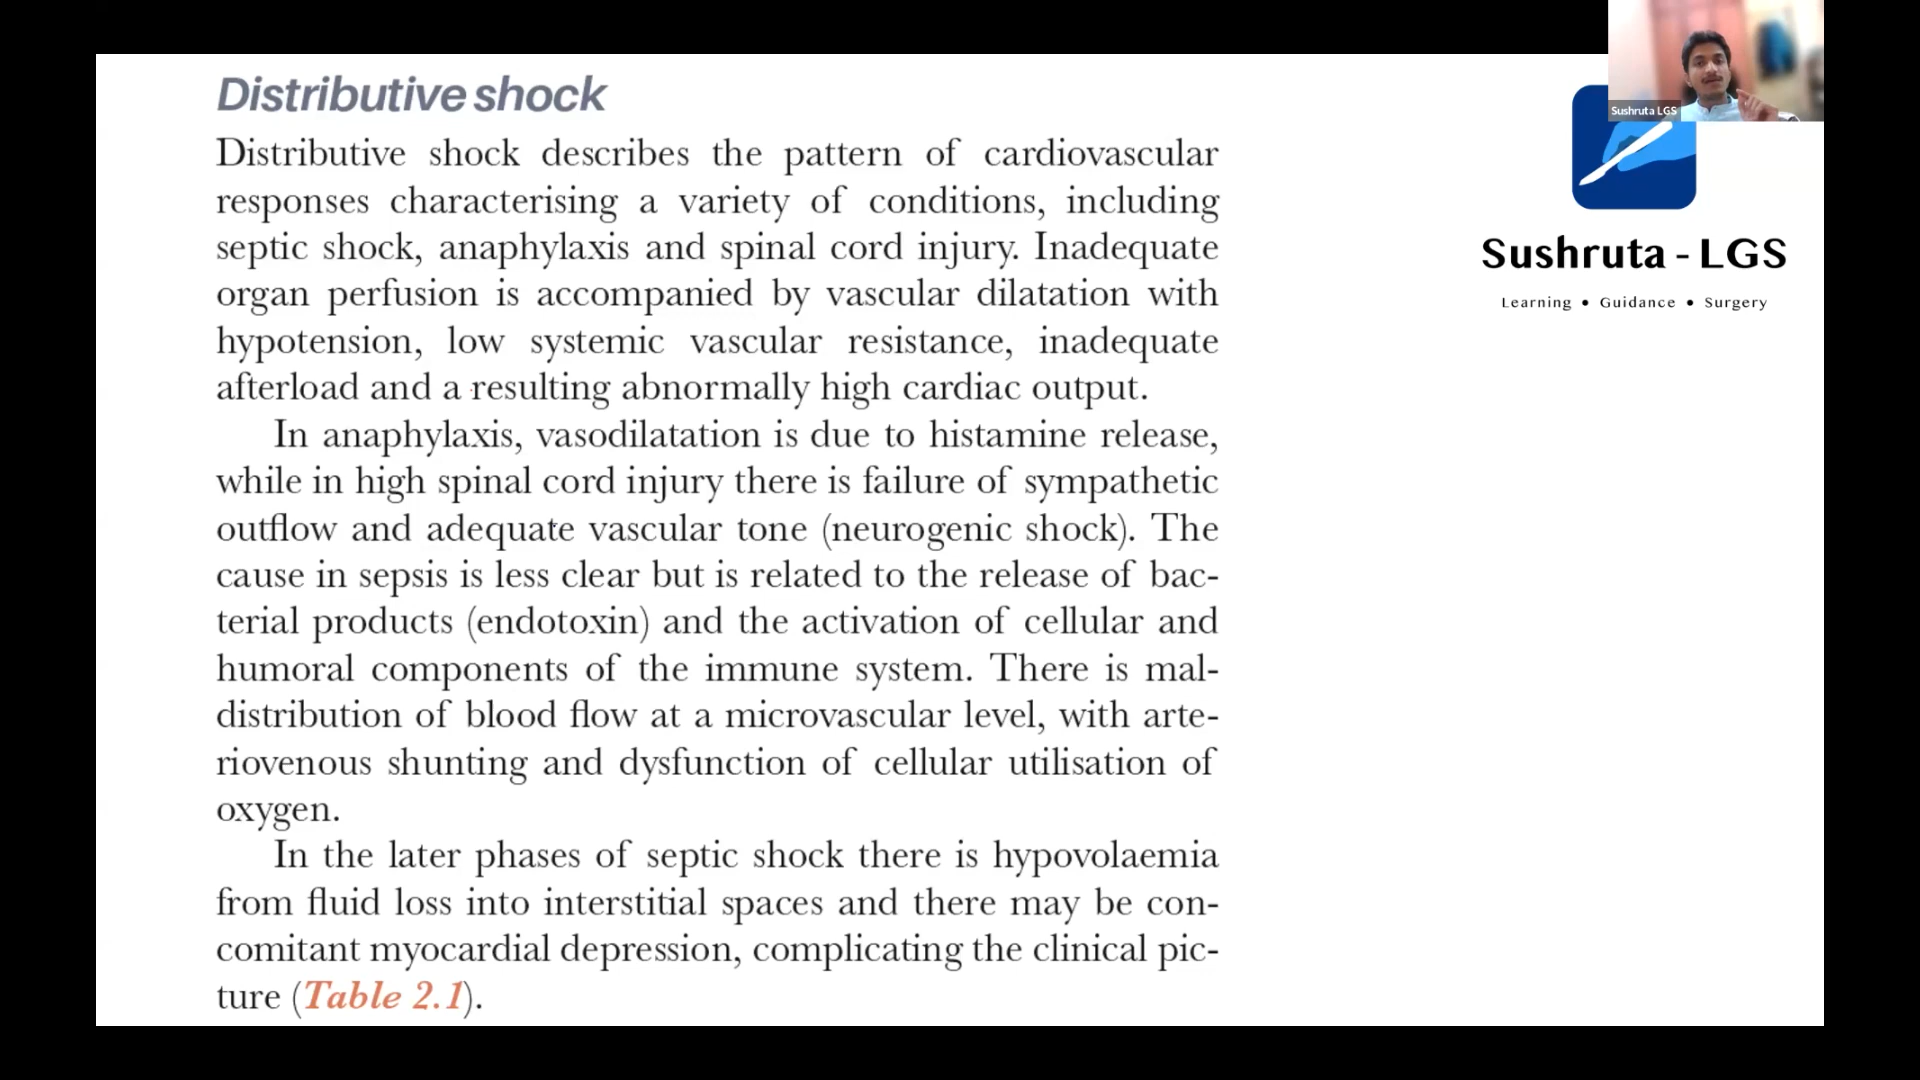 Distributive shock
Distributive shock describes the pattern of cardiovascular
responses characterising a variety of conditions, including
septic shock, anaphylaxis and spinal cord injury. Inadequate
organ perfusion is accompanied by vascular dilatation with
hypotension, low systemic vascular resistance, inadequate
afterload and a resulting abnormally high cardiac output.
In anaphylaxis, vasodilatation is due to histamine release,
while in high spinal cord injury there is failure of sympathetic
outflow and adequate vascular tone (neurogenic shock). The
cause in sepsis is less clear but is related to the release of bac-
terial products (endotoxin) and the activation of cellular and
humoral components of the immune system. There is mal-
distribution of blood flow at a microvascular level, with arte-
riovenous shunting and dysfunction of cellular utilisation of
oxygen.
In the later phases of septic shock there is hypovolaemia
from fluid loss into interstitial spaces and there may be con-
comitant myocardial depression, complicating the clinical pic-
ture (Table 2.1).
Sushruta LGS
Sushruta - LGS
Learning • Guidance • Surgery